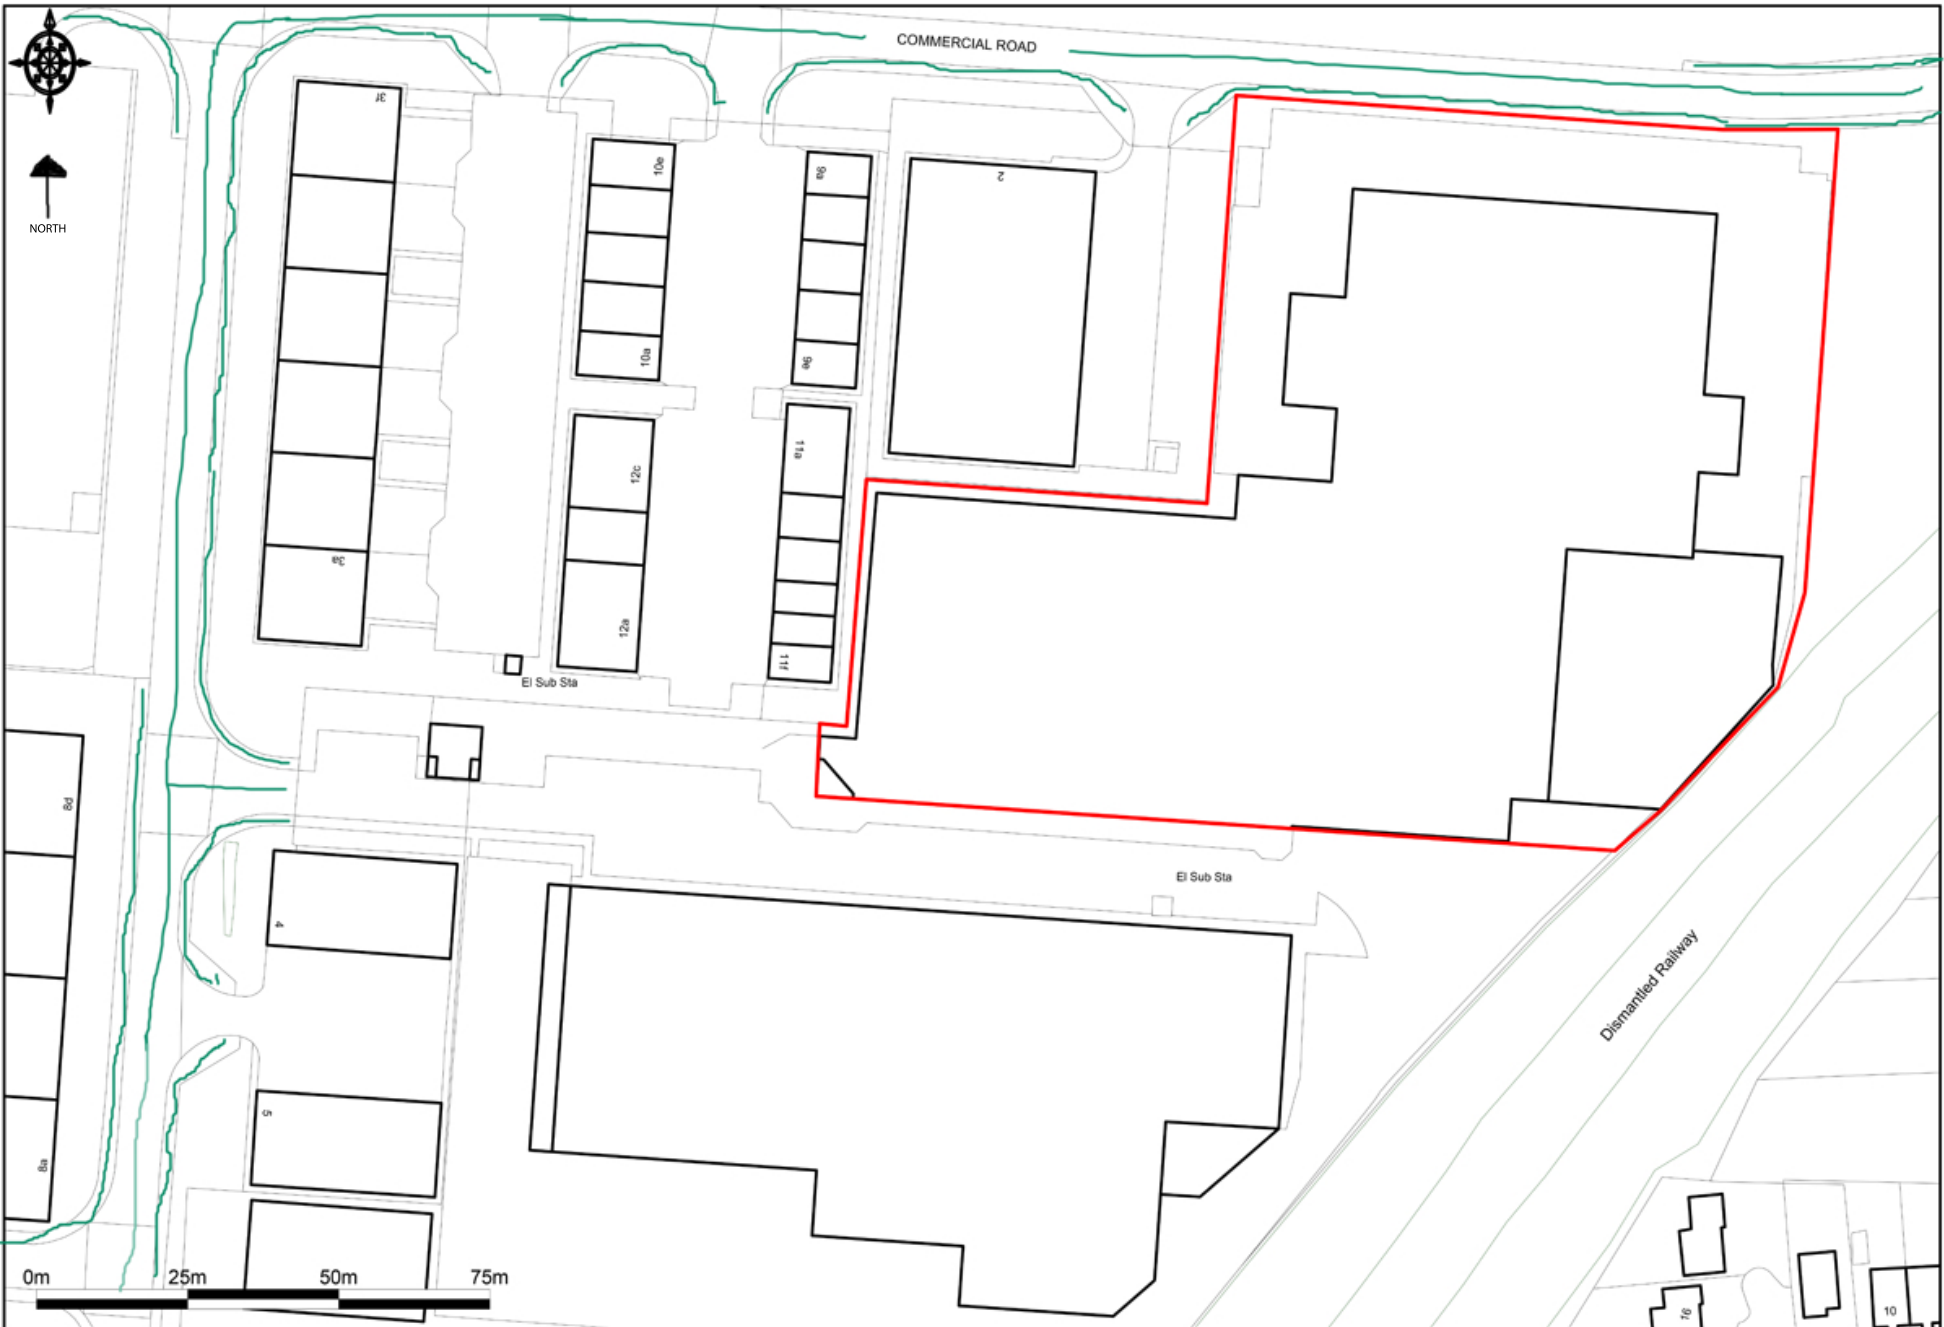 COMMERCIAL ROAD
NORTH
3f
10e
9a
2
10a
9e
11a
12c
3a
12a
11f
El Sub Sta
8d
El Sub Sta
4
Dismantled Railway
5
8a
0m 25m 50m 75m
16
10